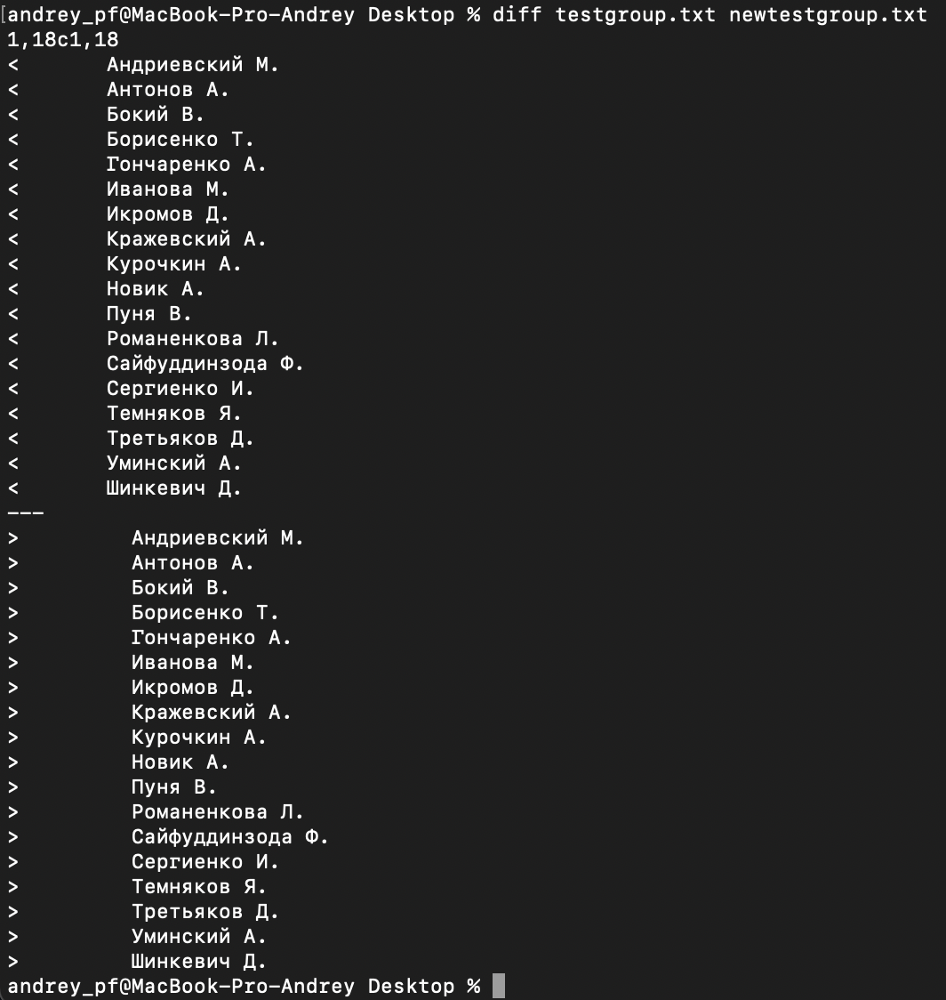 andrey_pf@MacBook-Pro-Andrey Desktop % diff testgroup.txt newtestgroup.txt
1,18c1,18
<       Андриевский М.
<       Антонов А.
<       Бокий В.
<       Борисенко Т.
<       Гончаренко А.
<       Иванова М.
<       Икромов Д.
<       Кражевский А.
<       Курочкин А.
<       Новик А.
<       Пуня В.
<       Романенкова Л.
<       Сайфуддинзода Ф.
<       Сергиенко И.
<       Темняков Я.
<       Третьяков Д.
<       Уминский А.
<       Шинкевич Д.
---
>         Андриевский М.
>         Антонов А.
>         Бокий В.
>         Борисенко Т.
>         Гончаренко А.
>         Иванова М.
>         Икромов Д.
>         Кражевский А.
>         Курочкин А.
>         Новик А.
>         Пуня В.
>         Романенкова Л.
>         Сайфуддинзода Ф.
>         Сергиенко И.
>         Темняков Я.
>         Третьяков Д.
>         Уминский А.
>         Шинкевич Д.
andrey_pf@MacBook-Pro-Andrey Desktop %